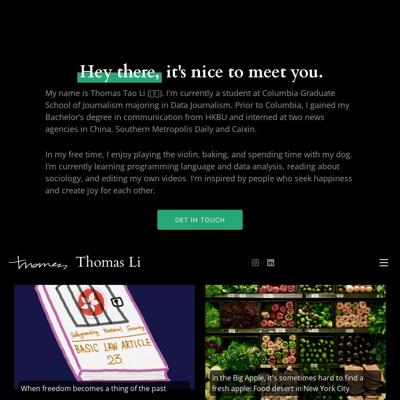 Hey there, it's nice to meet you.
My name is Thomas Tao Li (▯▯). I'm currently a student at Columbia Graduate
School of Journalism majoring in Data Journalism. Prior to Columbia, I gained my
Bachelor's degree in communication from HKBU and interned at two news
agencies in China, Southern Metropolis Daily and Caixin.
In my free time, I enjoy playing the violin, baking, and spending time with my dog.
I'm currently learning programming language and data analysis, reading about
sociology, and editing my own videos. I'm inspired by people who seek happiness
and create joy for each other.
GET IN TOUCH
Thomas Thomas Li
Safeguarding National Security
BASIC LAW ARTICLE
23
When freedom becomes a thing of the past
In the Big Apple, it's sometimes hard to find a
fresh apple: Food desert in New York City